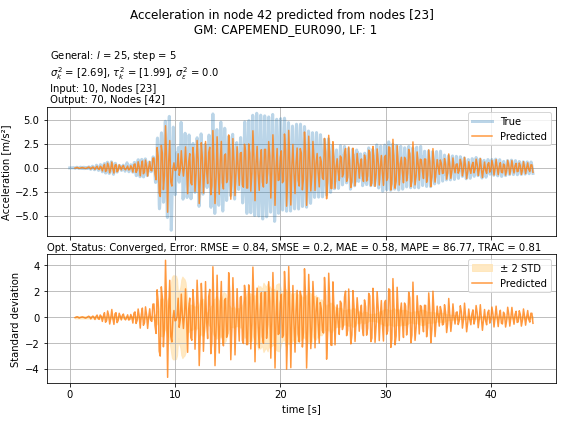 Acceleration in node 42 predicted from nodes [23]
GM: CAPEMEND_EUR090, LF: 1
General: l = 25, step = 5
σ²ₖ = [2.69], τ²ₖ = [1.99], σ²ᵣ = 0.0
Input: 10, Nodes [23]
Output: 70, Nodes [42]
Acceleration [m/s²]
5.0
2.5
0.0
−2.5
−5.0
True
Predicted
Opt. Status: Converged, Error: RMSE = 0.84, SMSE = 0.2, MAE = 0.58, MAPE = 86.77, TRAC = 0.81
Standard deviation
4
2
0
−2
−4
± 2 STD
Predicted
0 10 20 30 40
time [s]